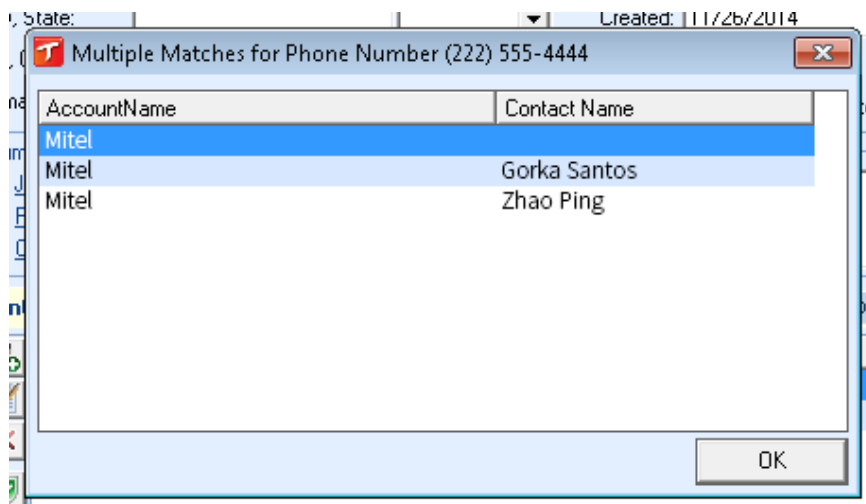 State:
Created: 11/26/2014
Multiple Matches for Phone Number (222) 555-4444
AccountName Contact Name
Mitel
Mitel Gorka Santos
Mitel Zhao Ping
OK